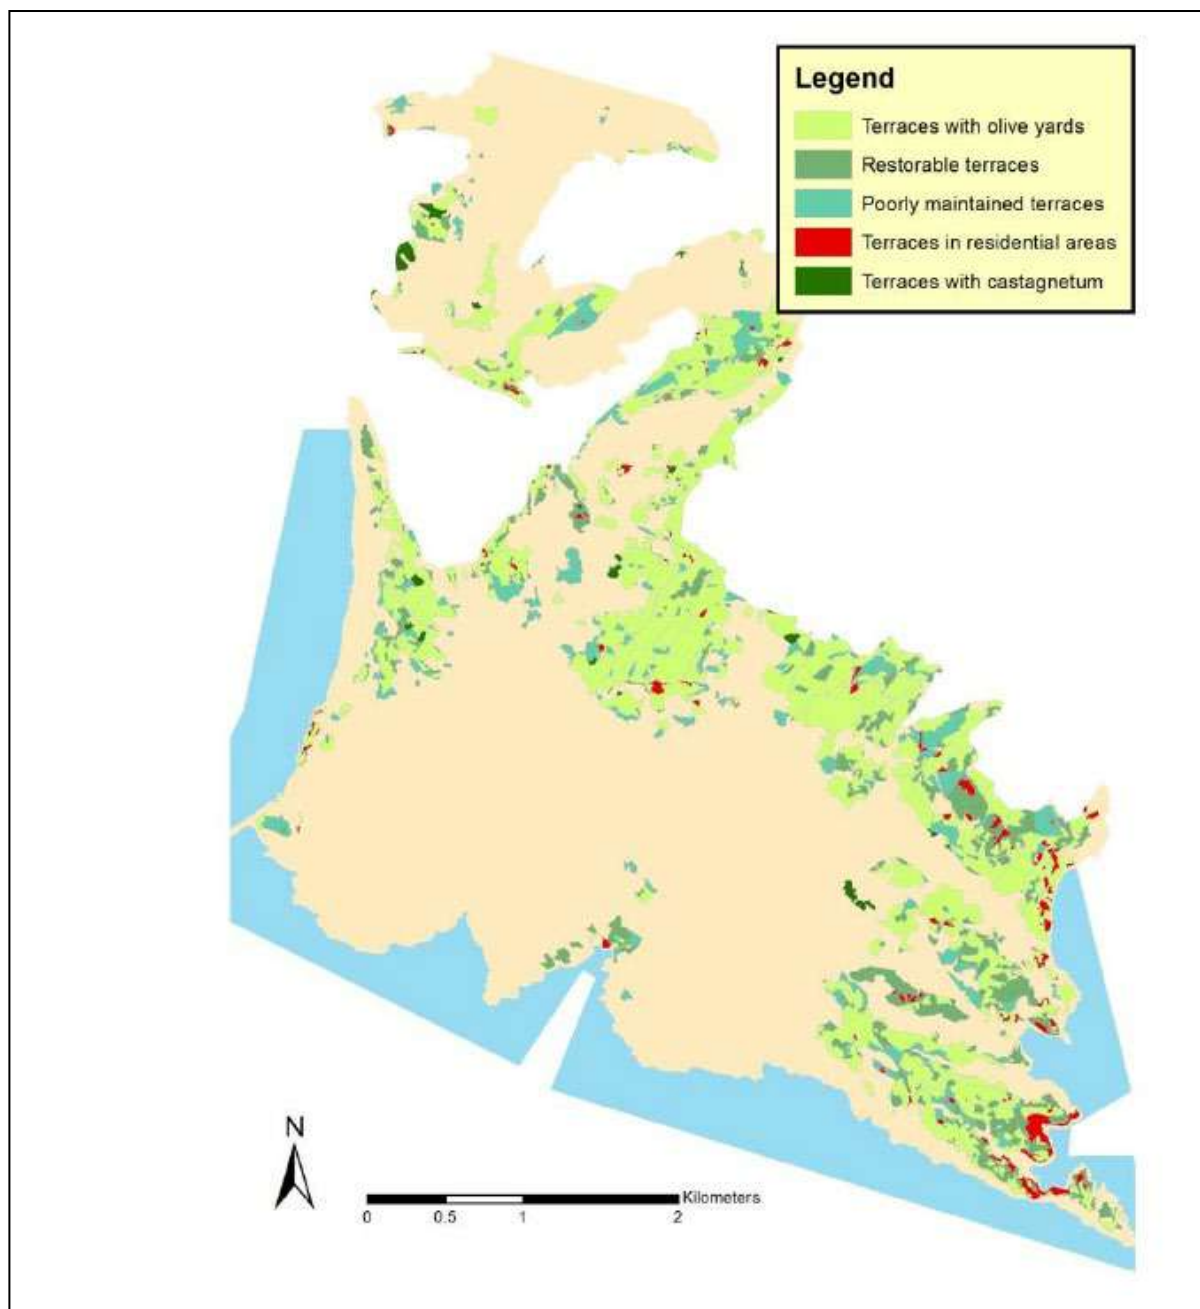 Legend
Terraces with olive yards
Restorable terraces
Poorly maintained terraces
Terraces in residential areas
Terraces with castagnetum
N
Kilometers
0 0.5 1 2